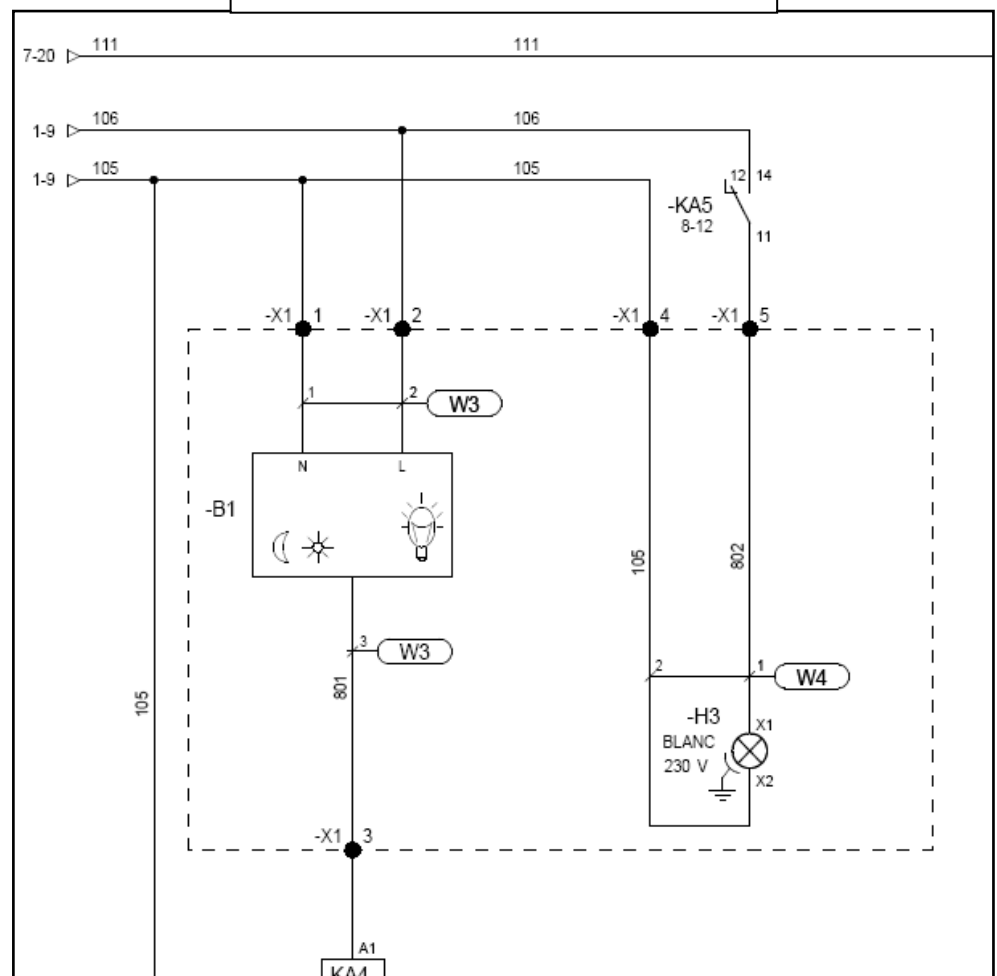 111 111
7-20
106 106
1-9
105 105
1-9
12 14
-KA5
8-12
11
-X1 1 -X1 2 -X1 4 -X1 5
1 2 W3
N L
-B1
105 802
3 W3
801
2 1 W4
105
-H3 X1
BLANC
230 V X2
-X1 3
A1
KA4